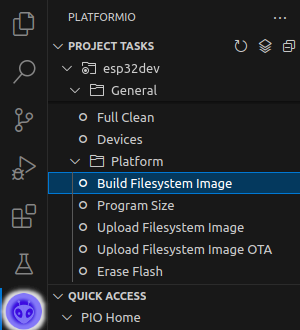 PLATFORMIO
PROJECT TASKS
esp32dev
General
Full Clean
Devices
Platform
Build Filesystem Image
Program Size
Upload Filesystem Image
Upload Filesystem Image OTA
Erase Flash
QUICK ACCESS
PIO Home